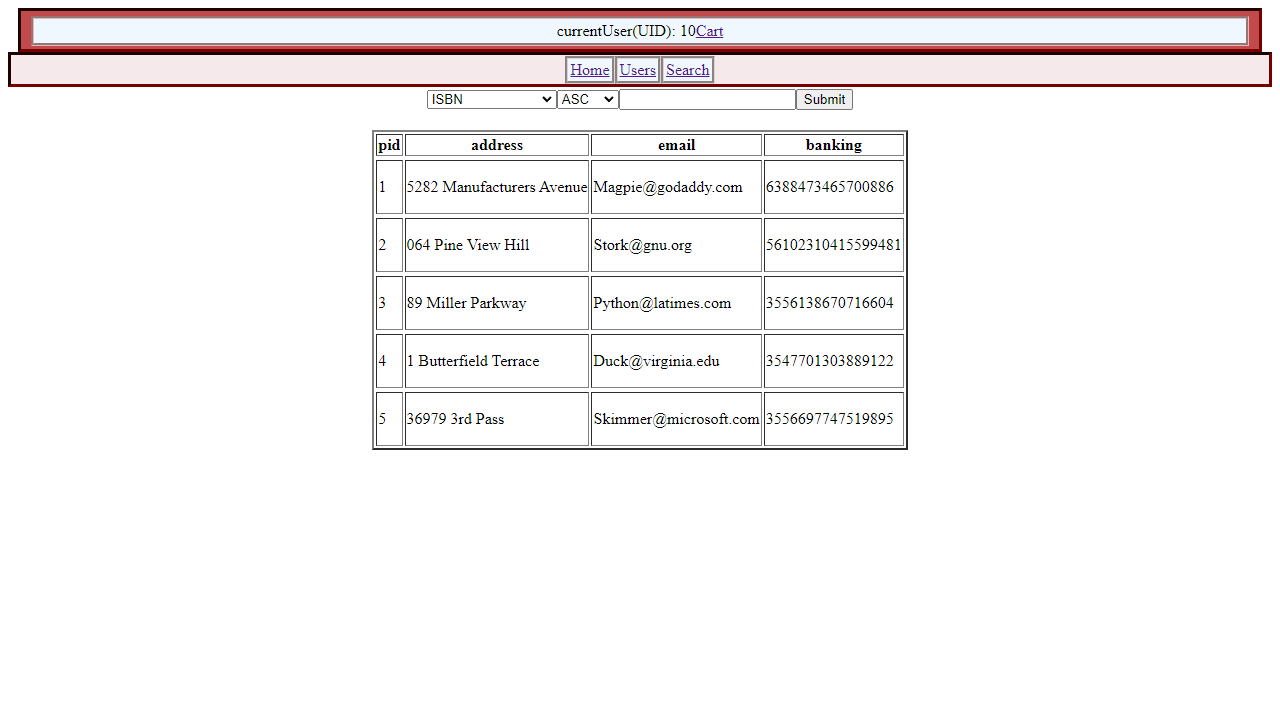 currentUser(UID): 10Cart
Home Users Search
ISBN ASC Submit
pid address email banking
1 5282 Manufacturers Avenue Magpie@godaddy.com 6388473465700886
2 064 Pine View Hill Stork@gnu.org 56102310415599481
3 89 Miller Parkway Python@latimes.com 3556138670716604
4 1 Butterfield Terrace Duck@virginia.edu 3547701303889122
5 36979 3rd Pass Skimmer@microsoft.com 3556697747519895